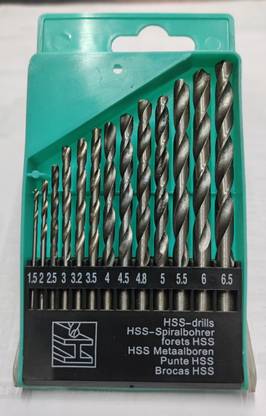 1.5 2 2.5 3 3.2 3.5 4 4.5 4.8 5 5.5 6 6.5
HSS-drills
HSS-Spiralbohrer
forets HSS
HSS Metaalboren
Punte HSS
Brocas HSS